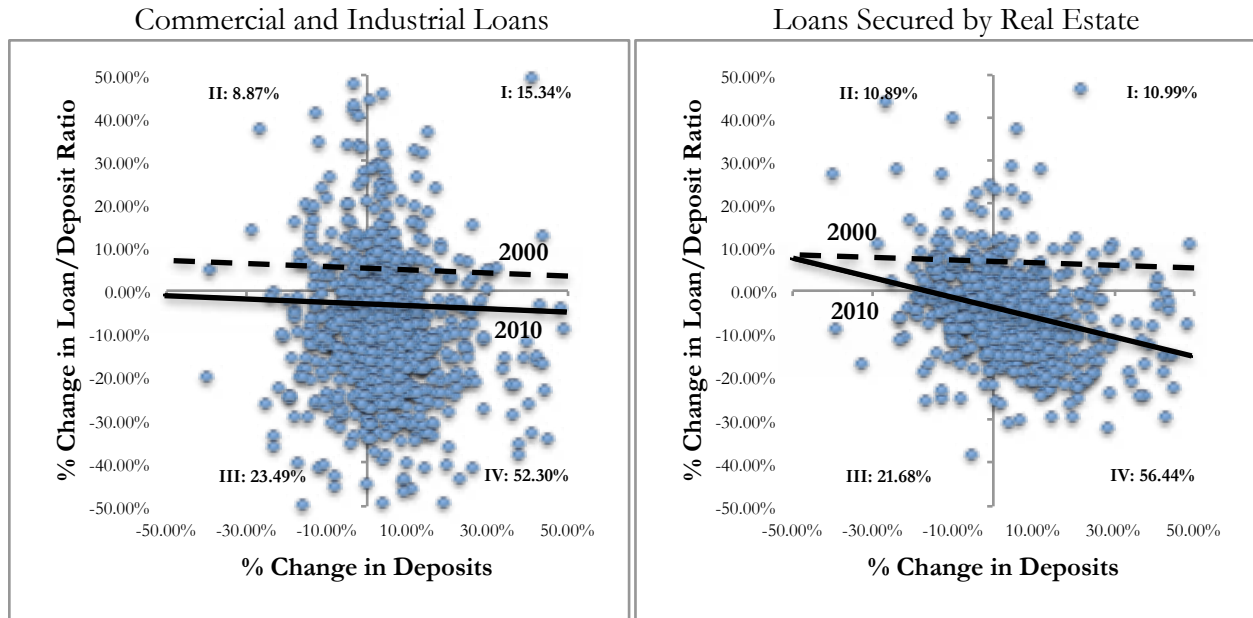 Commercial and Industrial Loans
% Change in Loan/Deposit Ratio
50.00%
40.00%
30.00%
20.00%
10.00%
0.00%
-10.00%
-20.00%
-30.00%
-40.00%
-50.00%
II: 8.87%
I: 15.34%
2000
2010
III: 23.49%
IV: 52.30%
-50.00% -30.00% -10.00% 10.00% 30.00% 50.00%
% Change in Deposits
Loans Secured by Real Estate
% Change in Loan/Deposit Ratio
50.00%
40.00%
30.00%
20.00%
10.00%
0.00%
-10.00%
-20.00%
-30.00%
-40.00%
-50.00%
II: 10.89%
I: 10.99%
2000
2010
III: 21.68%
IV: 56.44%
-50.00% -30.00% -10.00% 10.00% 30.00% 50.00%
% Change in Deposits